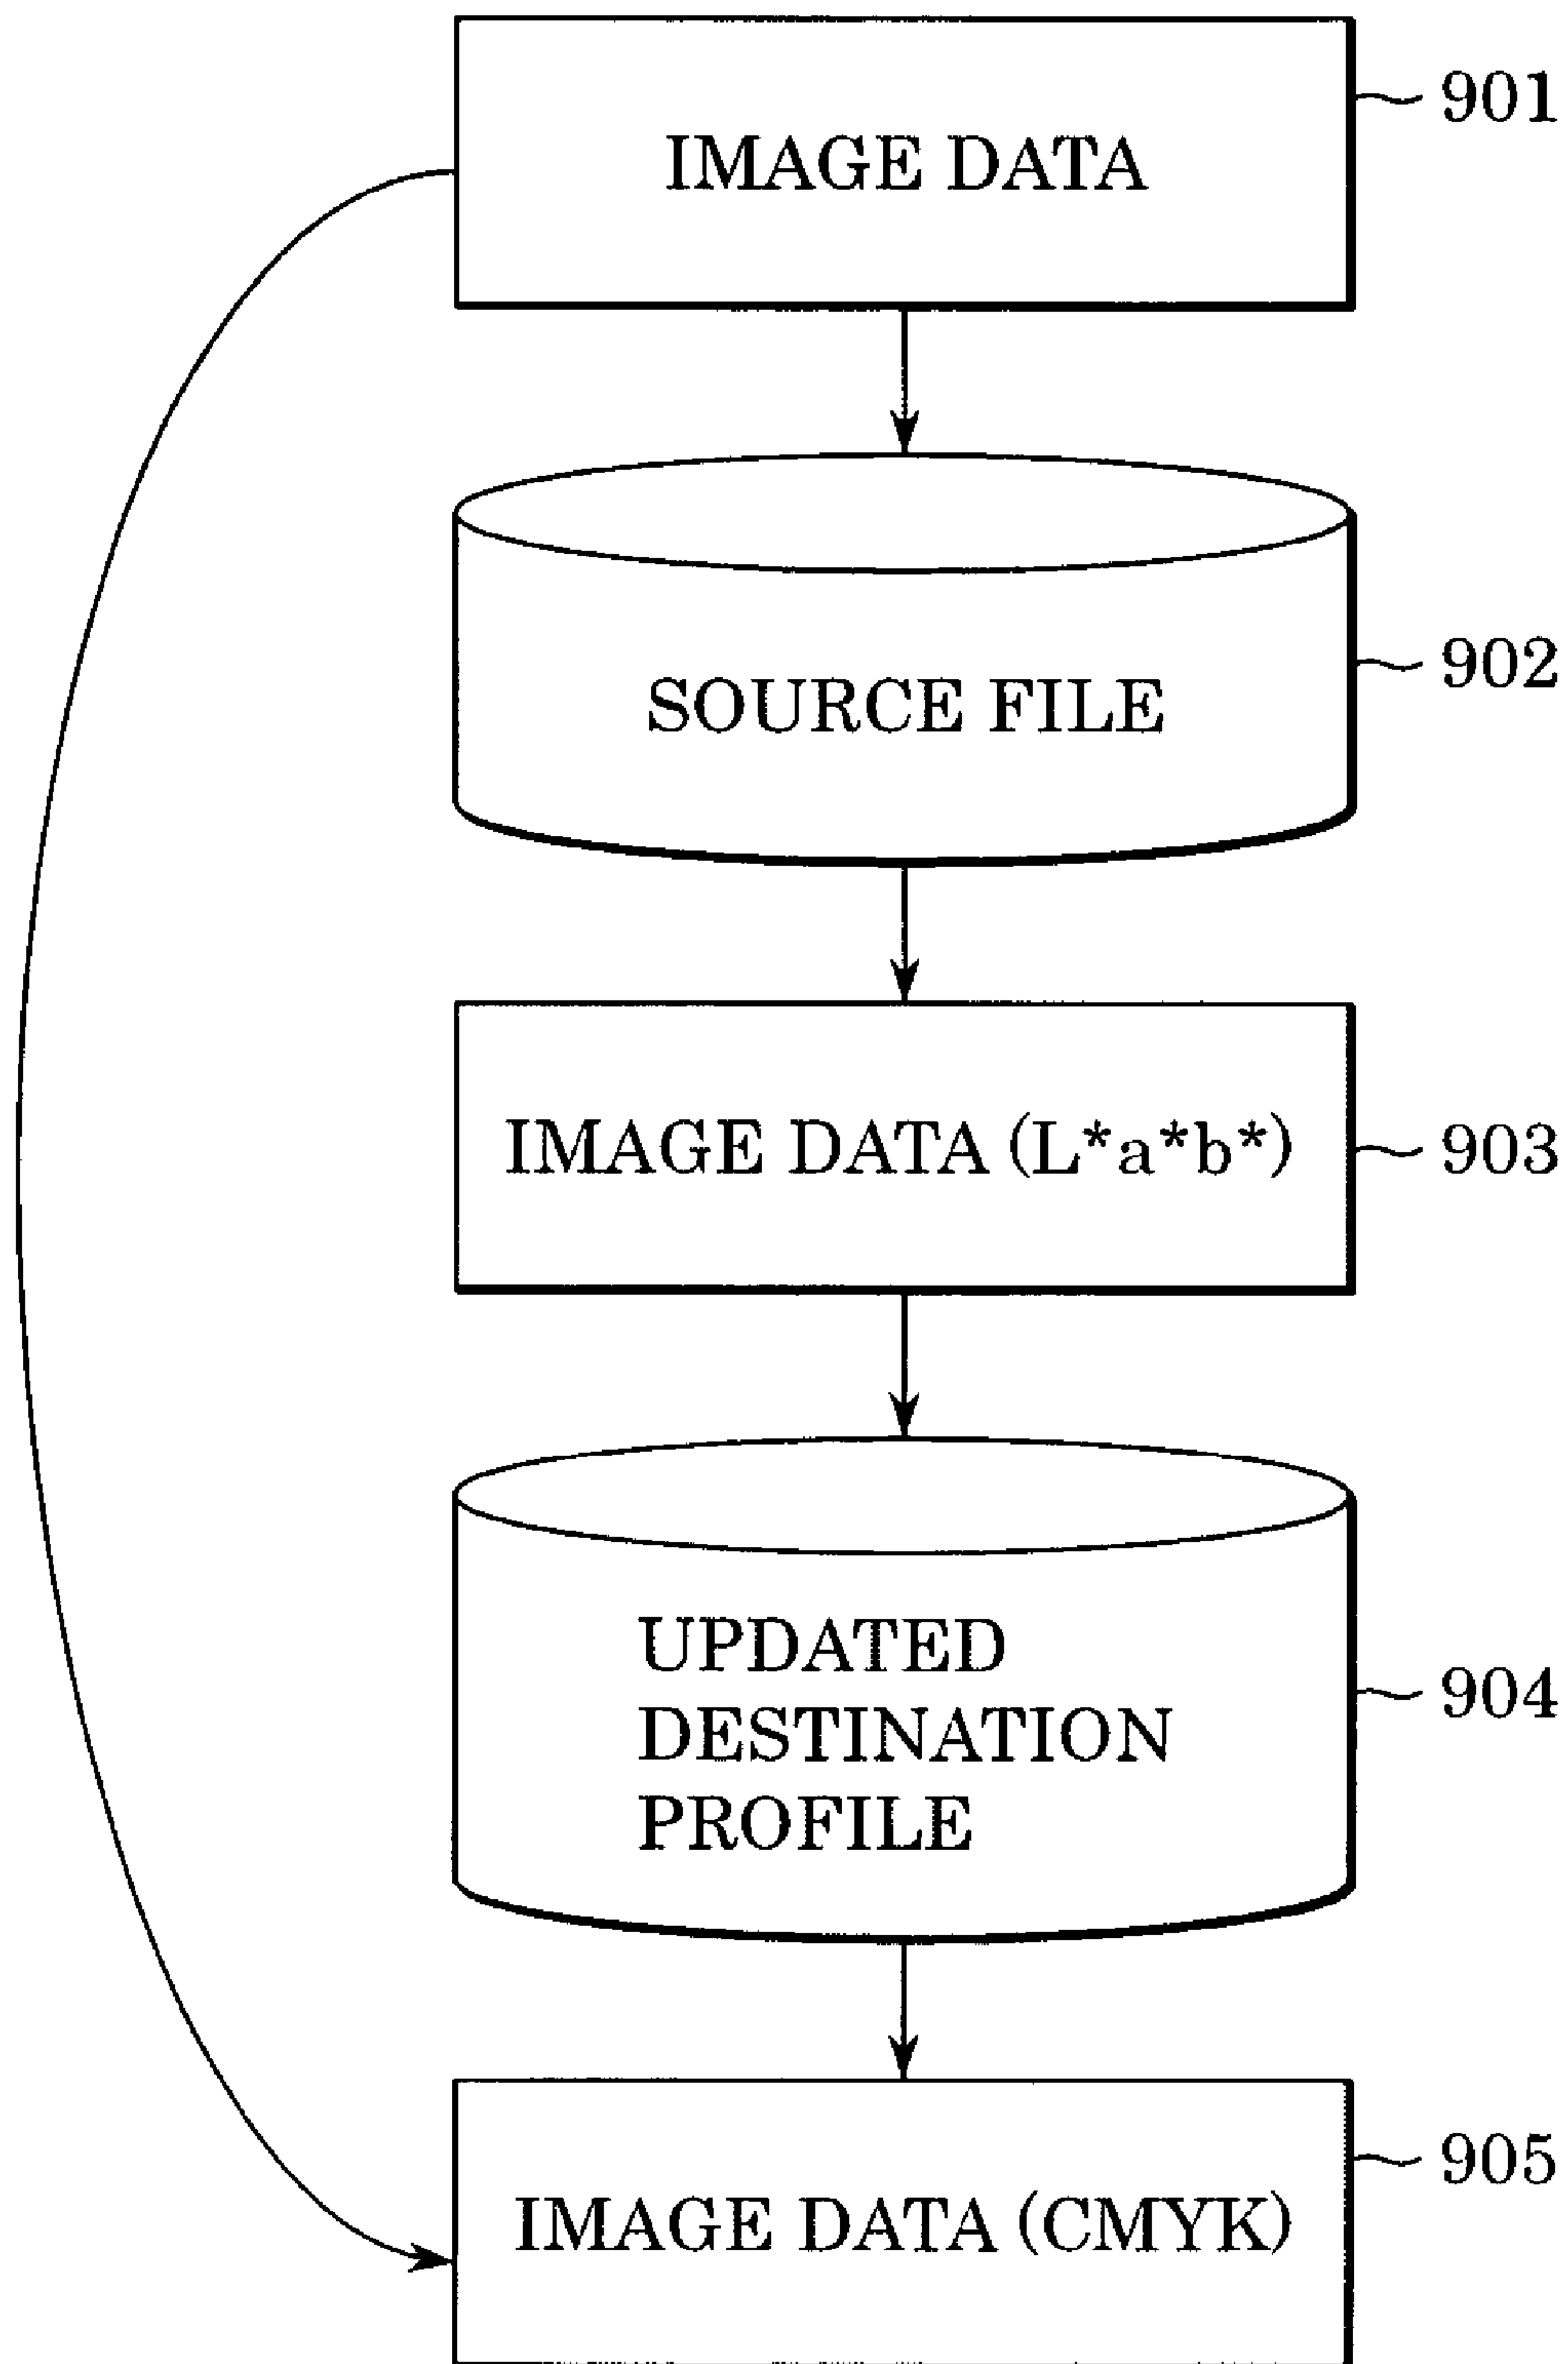 IMAGE DATA
901
SOURCE FILE
902
IMAGE DATA (L*a*b*)
903
UPDATED
DESTINATION
PROFILE
904
IMAGE DATA (CMYK)
905